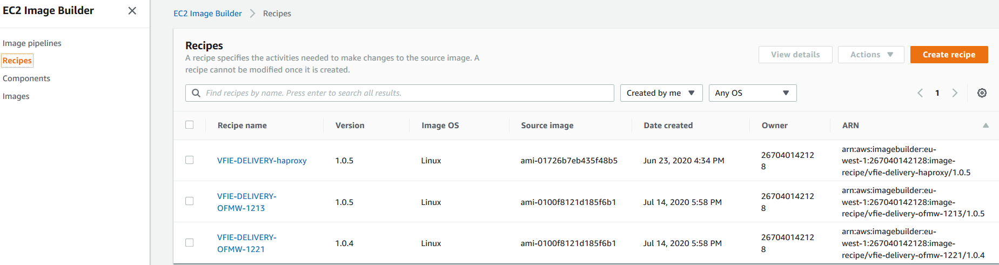 EC2 Image Builder
Image pipelines
Recipes
Components
Images
EC2 Image Builder > Recipes
Recipes
A recipe specifies the activities needed to make changes to the source image. A
recipe cannot be modified once it is created.
View details
Actions
Create recipe
Find recipes by name. Press enter to search all results.
Created by me
Any OS
1
Recipe name Version Image OS Source image Date created Owner ARN
VFIE-DELIVERY-haproxy 1.0.5 Linux ami-01726b7eb435f48b5 Jun 23, 2020 4:34 PM
26704014212
8
arn:aws:imagebuilder:eu-
west-1:267040142128:image-
recipe/vfie-delivery-haproxy/1.0.5
VFIE-DELIVERY-
OFMW-1213
1.0.5 Linux ami-0100f8121d185f6b1 Jul 14, 2020 5:58 PM
26704014212
8
arn:aws:imagebuilder:eu-
west-1:267040142128:image-
recipe/vfie-delivery-ofmw-1213/1.0.5
VFIE-DELIVERY-
OFMW-1221
1.0.4 Linux ami-0100f8121d185f6b1 Jul 14, 2020 5:58 PM
26704014212
8
arn:aws:imagebuilder:eu-
west-1:267040142128:image-
recipe/vfie-delivery-ofmw-1221/1.0.4